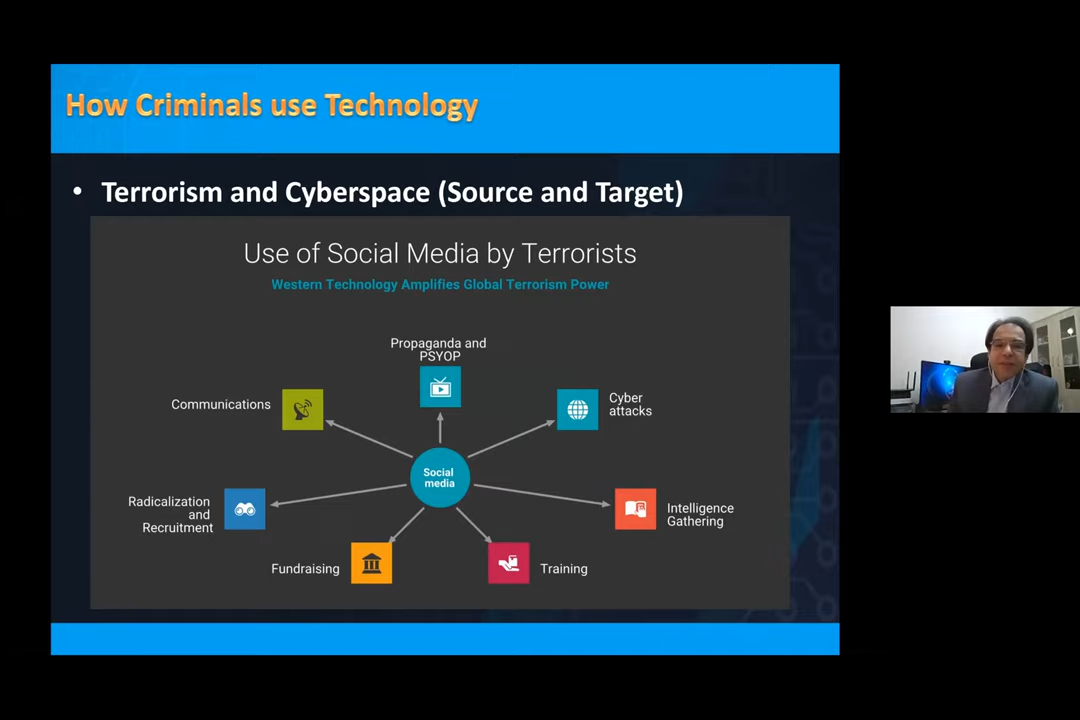 How Criminals use Technology
• Terrorism and Cyberspace (Source and Target)
Use of Social Media by Terrorists
Western Technology Amplifies Global Terrorism Power
Propaganda and
PSYOP
Communications
Cyber
attacks
Social
media
Radicalization
and
Recruitment
Intelligence
Gathering
Fundraising
Training